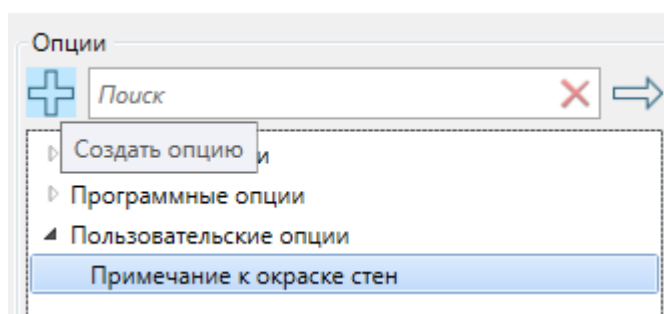 Опции
Поиск
Создать опцию
и
Программные опции
Пользовательские опции
Примечание к окраске стен